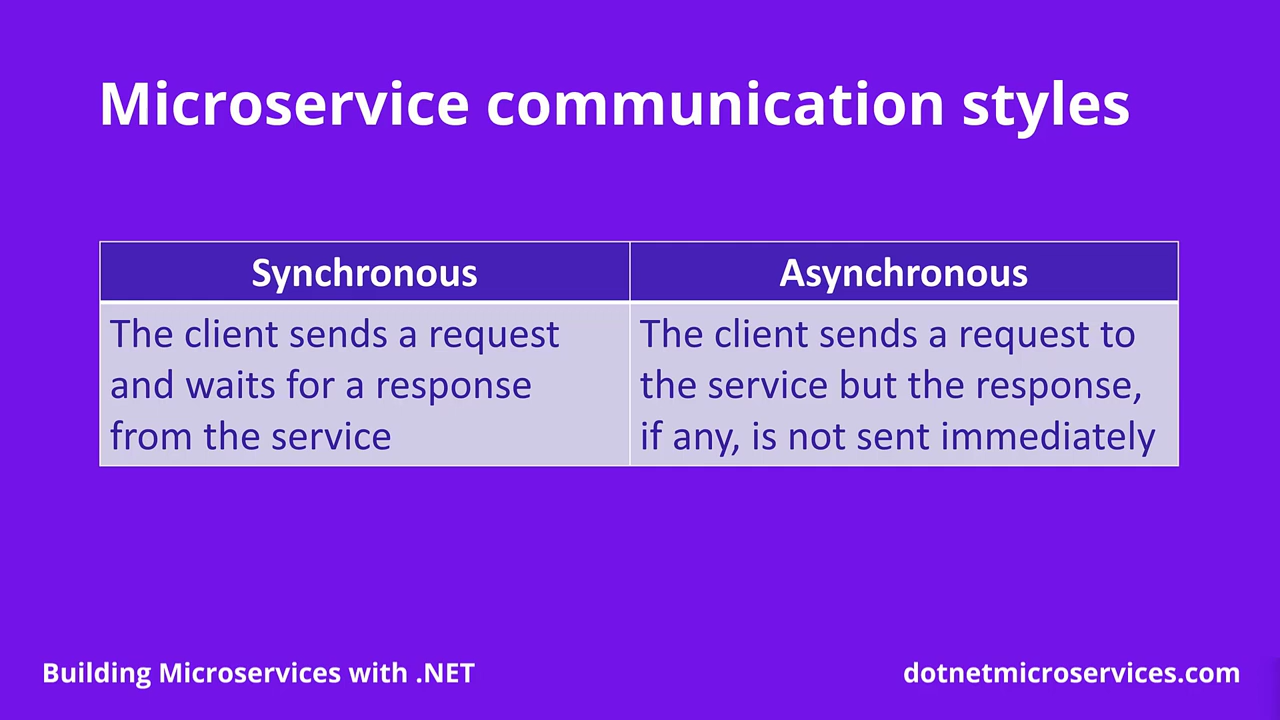 Microservice communication styles
Synchronous
Asynchronous
The client sends a request
and waits for a response
from the service
The client sends a request to
the service but the response,
if any, is not sent immediately
Building Microservices with .NET
dotnetmicroservices.com